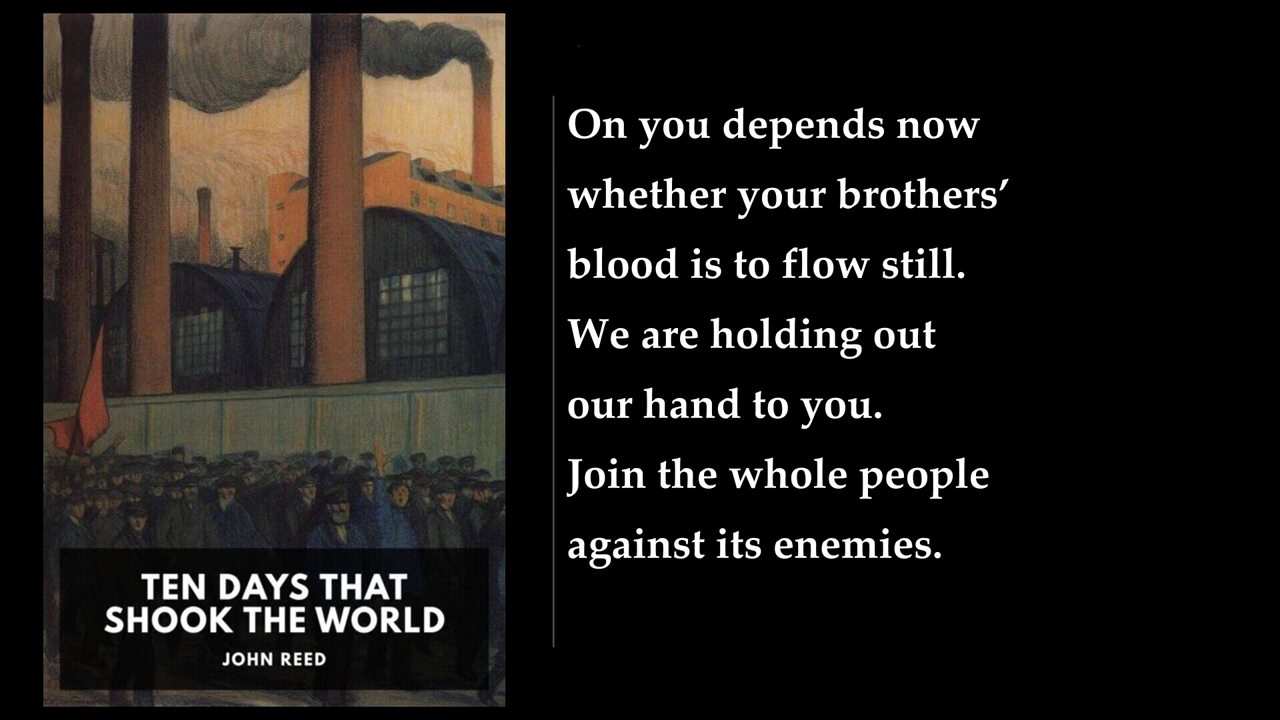 TEN DAYS THAT
SHOOK THE WORLD
JOHN REED
On you depends now
whether your brothers’
blood is to flow still.
We are holding out
our hand to you.
Join the whole people
against its enemies.